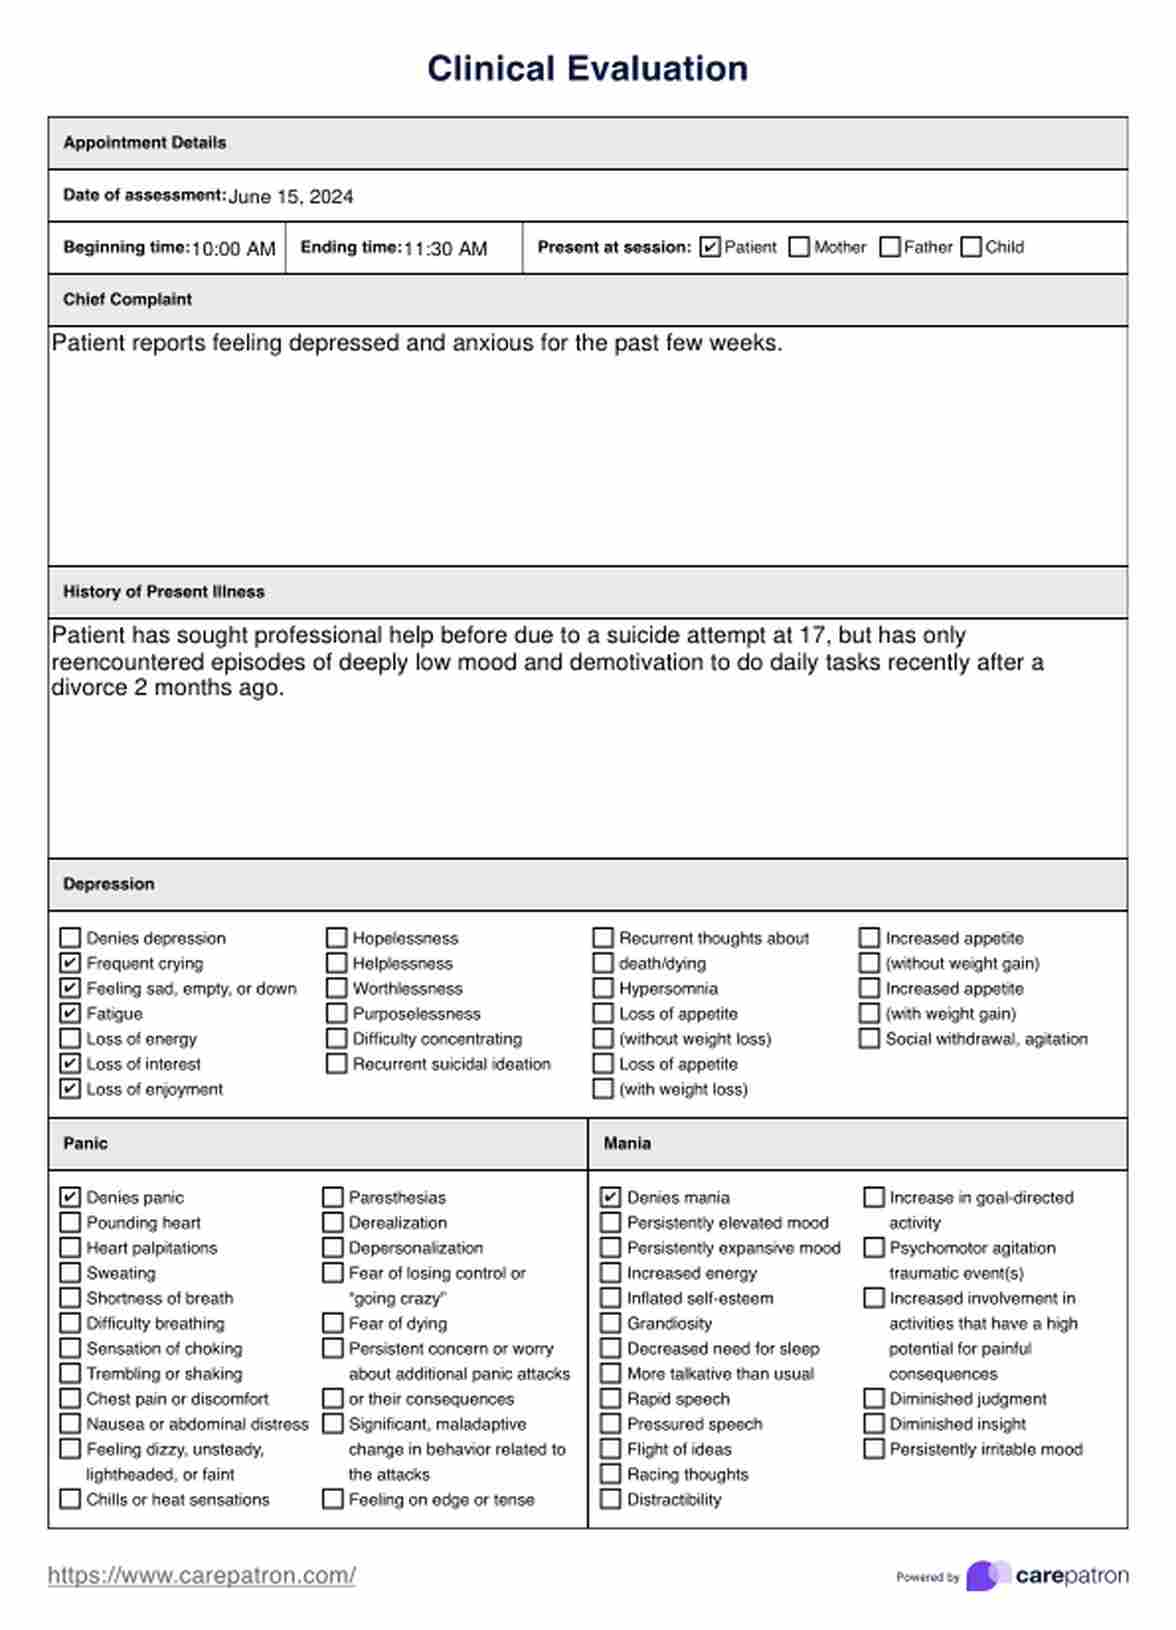 Clinical Evaluation
Appointment Details
Date of assessment: June 15, 2024
Beginning time: 10:00 AM Ending time: 11:30 AM Present at session: Patient Mother Father Child
Chief Complaint
Patient reports feeling depressed and anxious for the past few weeks.
History of Present Illness
Patient has sought professional help before due to a suicide attempt at 17, but has only
reencountered episodes of deeply low mood and demotivation to do daily tasks recently after a
divorce 2 months ago.
Depression
Denies depression
Frequent crying
Feeling sad, empty, or down
Fatigue
Loss of energy
Loss of interest
Loss of enjoyment
Hopelessness
Helplessness
Worthlessness
Purposelessness
Difficulty concentrating
Recurrent suicidal ideation
Recurrent thoughts about
death/dying
Hypersomnia
Loss of appetite
(without weight loss)
Loss of appetite
(with weight loss)
Increased appetite
(without weight gain)
Increased appetite
(with weight gain)
Social withdrawal, agitation
Panic
Denies panic
Pounding heart
Heart palpitations
Sweating
Shortness of breath
Difficulty breathing
Sensation of choking
Trembling or shaking
Chest pain or discomfort
Nausea or abdominal distress
Feeling dizzy, unsteady,
lightheaded, or faint
Chills or heat sensations
Paresthesias
Derealization
Depersonalization
Fear of losing control or
"going crazy"
Fear of dying
Persistent concern or worry
about additional panic attacks
or their consequences
Significant, maladaptive
change in behavior related to
the attacks
Feeling on edge or tense
Mania
Denies mania
Persistently elevated mood
Persistently expansive mood
Increased energy
Inflated self-esteem
Grandiosity
Decreased need for sleep
More talkative than usual
Rapid speech
Pressured speech
Flight of ideas
Racing thoughts
Distractibility
Increase in goal-directed
activity
Psychomotor agitation
traumatic event(s)
Increased involvement in
activities that have a high
potential for painful
consequences
Diminished judgment
Diminished insight
Persistently irritable mood
https://www.carepatron.com/
Powered by carepatron